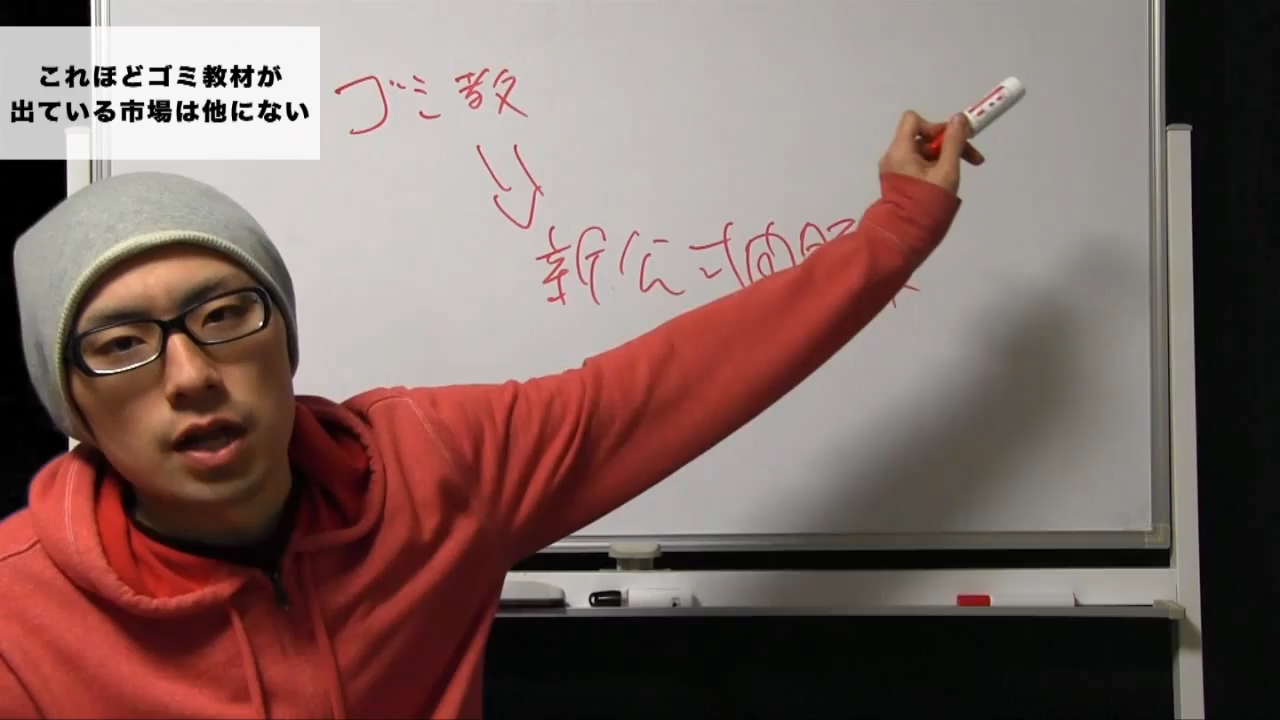 これほどゴミ教材が
出ている市場は他にない
ゴミ教
新公式